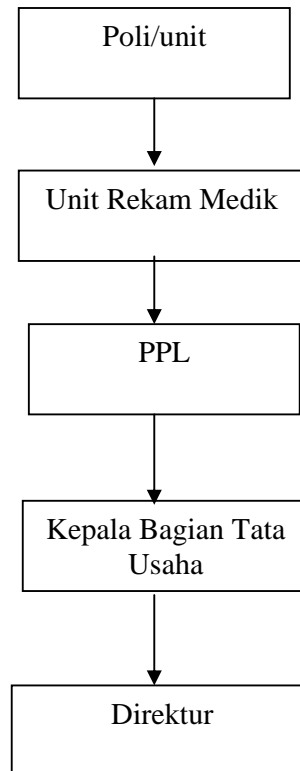 Poli/unit
Unit Rekam Medik
PPL
Kepala Bagian Tata
Usaha
Direktur